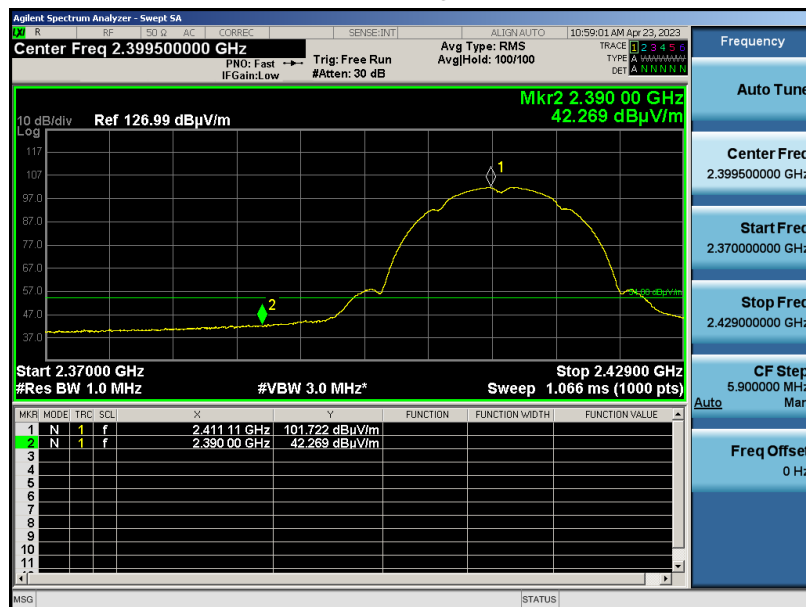 Agilent Spectrum Analyzer - Swept SA
LXI R RF 50 Ω AC CORREC SENSE:INT ALIGN AUTO 10:59:01 AM Apr 23, 2023
Center Freq 2.399500000 GHz
PNO: Fast
IFGain:Low
Trig: Free Run
#Atten: 30 dB
Avg Type: RMS
Avg|Hold: 100/100
TRACE 1 2 3 4 5 6
TYPE A WWWWW
DET A N N N N N
Mkr2 2.390 00 GHz
42.269 dBµV/m
10 dB/div Ref 126.99 dBµV/m
Log
117
107
97.0
87.0
77.0
67.0
57.0
47.0
37.0
1
2
54.00 dBµV/m
Start 2.37000 GHz Stop 2.42900 GHz
#Res BW 1.0 MHz #VBW 3.0 MHz* Sweep 1.066 ms (1000 pts)
MKR MODE TRC SCL X Y FUNCTION FUNCTION WIDTH FUNCTION VALUE
1 N 1 f 2.411 11 GHz 101.722 dBµV/m
2 N 1 f 2.390 00 GHz 42.269 dBµV/m
3
4
5
6
7
8
9
10
11
MSG STATUS
Frequency
Auto Tune
Center Freq
2.399500000 GHz
Start Freq
2.370000000 GHz
Stop Freq
2.429000000 GHz
CF Step
5.900000 MHz
Auto Man
Freq Offset
0 Hz